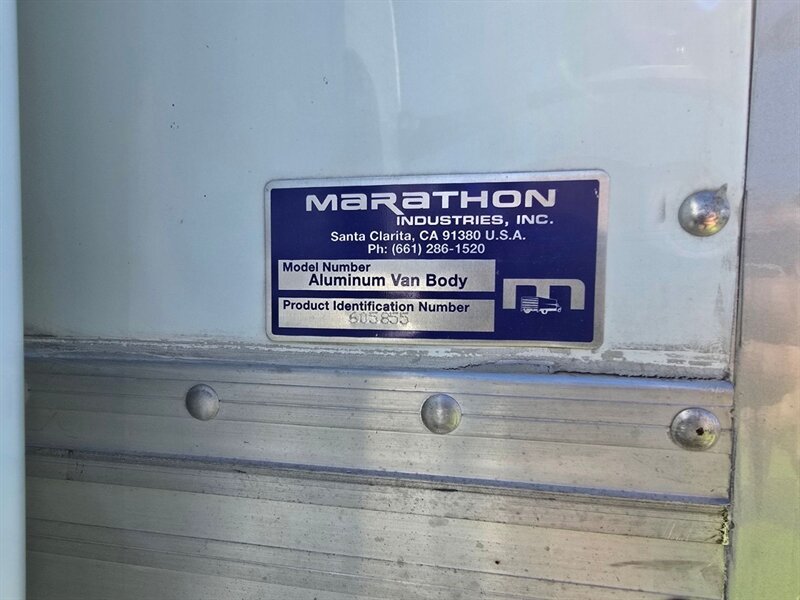 MARATHON
INDUSTRIES, INC.
Santa Clarita, CA 91380 U.S.A.
Ph: (661) 286-1520
Model Number
Aluminum Van Body
Product Identification Number
605855
m